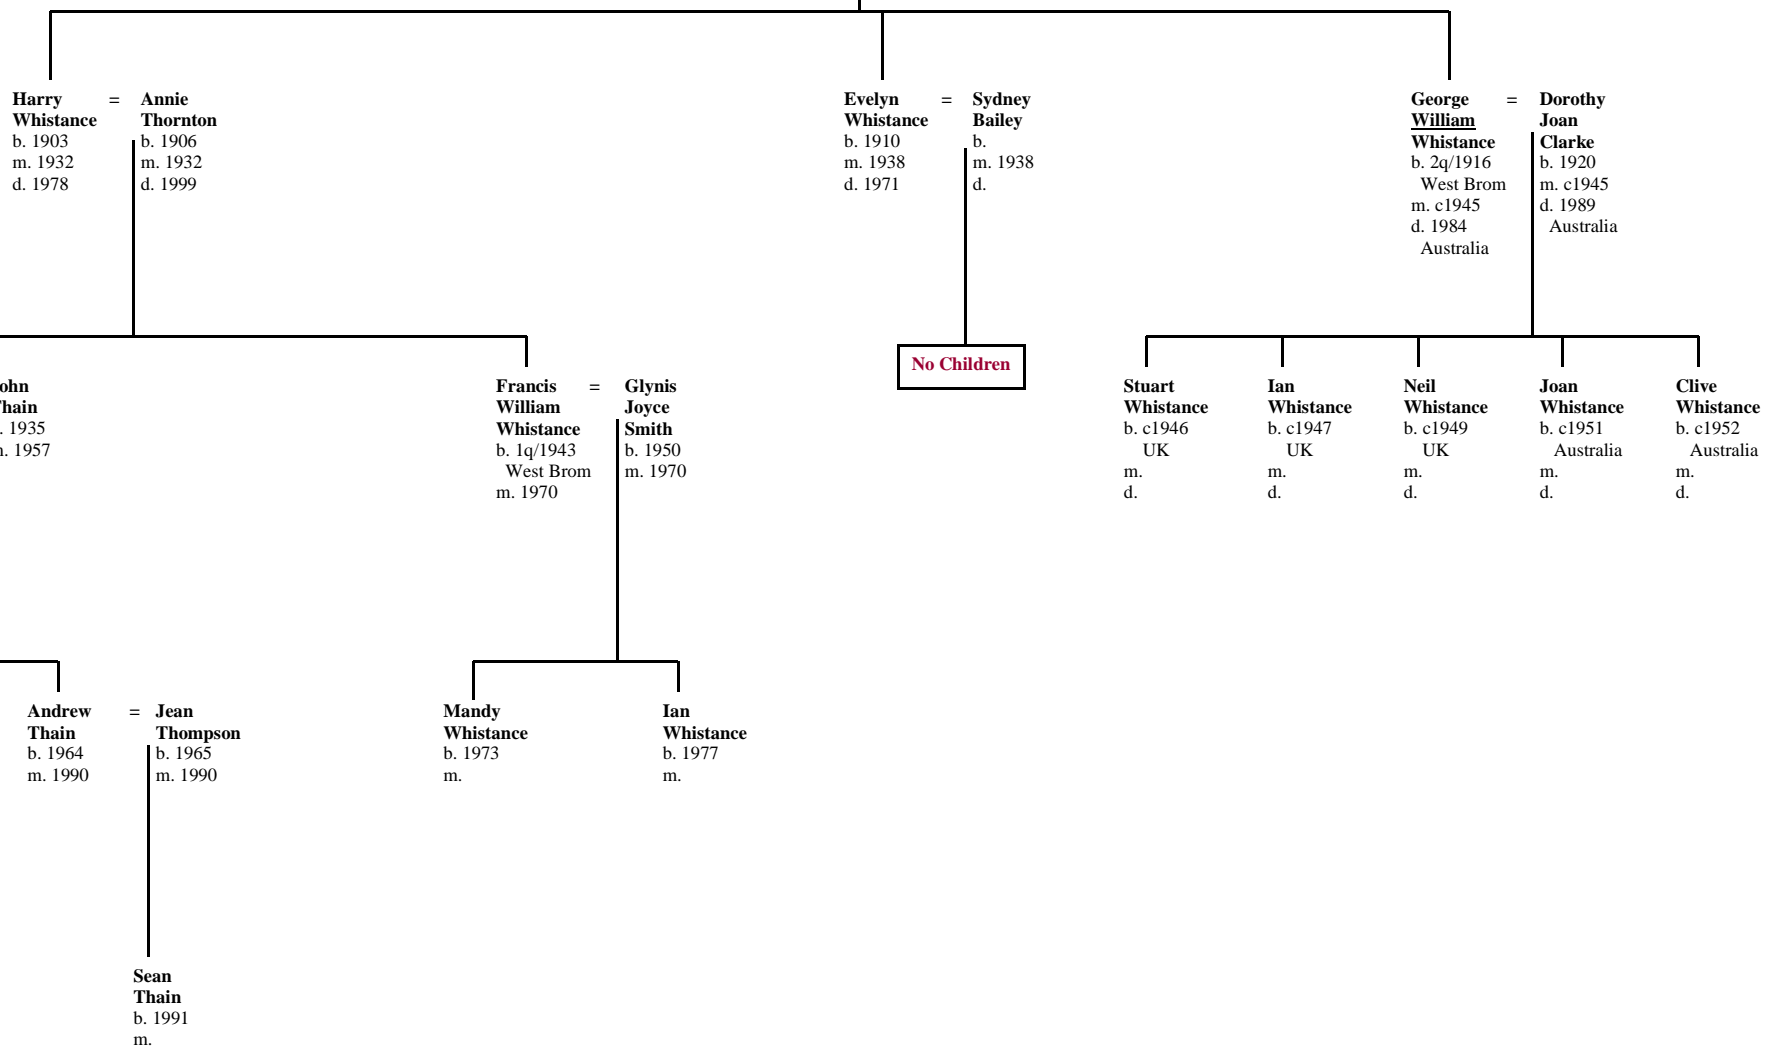 Harry = Annie
Whistance Thornton
b. 1903 b. 1906
m. 1932 m. 1932
d. 1978 d. 1999
Evelyn = Sydney
Whistance Bailey
b. 1910 b.
m. 1938 m. 1938
d. 1971 d.
George = Dorothy
William Joan
Whistance Clarke
b. 2q/1916 b. 1920
West Brom m. c1945
m. c1945 d. 1989
d. 1984 Australia
Australia
ohn
hain
. 1935
. 1957
Francis = Glynis
William Joyce
Whistance Smith
b. 1q/1943 b. 1950
West Brom m. 1970
m. 1970
No Children
Stuart
Whistance
b. c1946
UK
m.
d.
Ian
Whistance
b. c1947
UK
m.
d.
Neil
Whistance
b. c1949
UK
m.
d.
Joan
Whistance
b. c1951
Australia
m.
d.
Clive
Whistance
b. c1952
Australia
m.
d.
Andrew = Jean
Thain Thompson
b. 1964 b. 1965
m. 1990 m. 1990
Mandy
Whistance
b. 1973
m.
Ian
Whistance
b. 1977
m.
Sean
Thain
b. 1991
m.